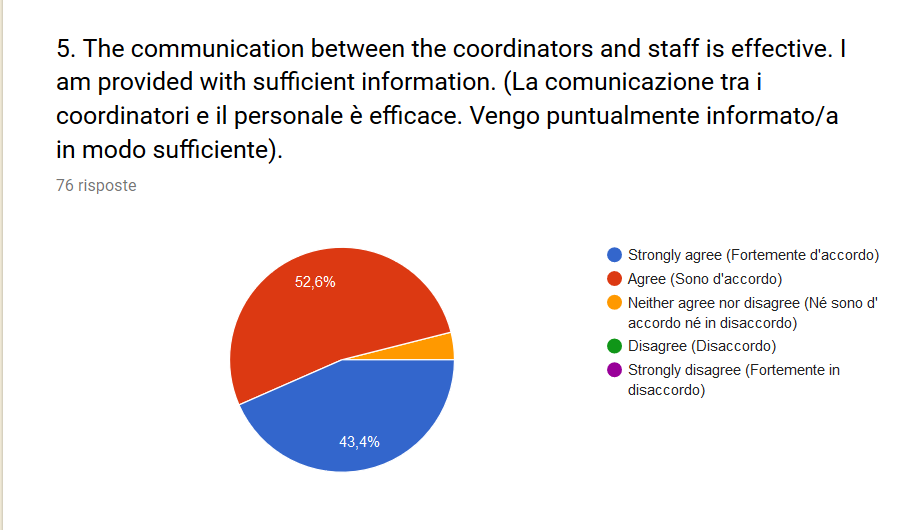 5. The communication between the coordinators and staff is effective. I
am provided with sufficient information. (La comunicazione tra i
coordinatori e il personale è efficace. Vengo puntualmente informato/a
in modo sufficiente).
76 risposte
52,6%
43,4%
Strongly agree (Fortemente d'accordo)
Agree (Sono d'accordo)
Neither agree nor disagree (Né sono d'
accordo né in disaccordo)
Disagree (Disaccordo)
Strongly disagree (Fortemente in
disaccordo)